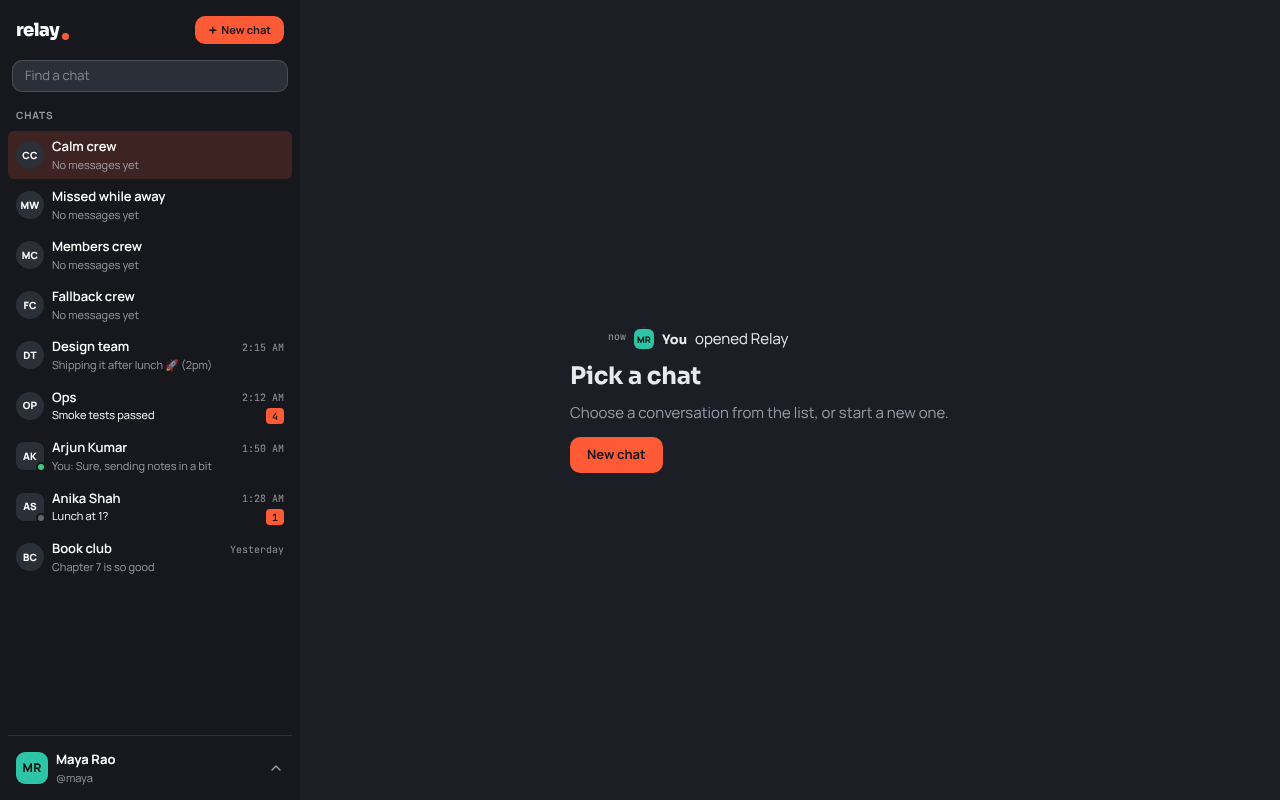 relay.
+ New chat
Find a chat
CHATS
CC Calm crew
No messages yet
MW Missed while away
No messages yet
MC Members crew
No messages yet
FC Fallback crew
No messages yet
DT Design team 2:15 AM
Shipping it after lunch 🚀 (2pm)
OP Ops 2:12 AM
Smoke tests passed 4
AK Arjun Kumar 1:50 AM
You: Sure, sending notes in a bit
AS Anika Shah 1:28 AM
Lunch at 1? 1
BC Book club Yesterday
Chapter 7 is so good
MR Maya Rao
@maya
now MR You opened Relay
Pick a chat
Choose a conversation from the list, or start a new one.
New chat